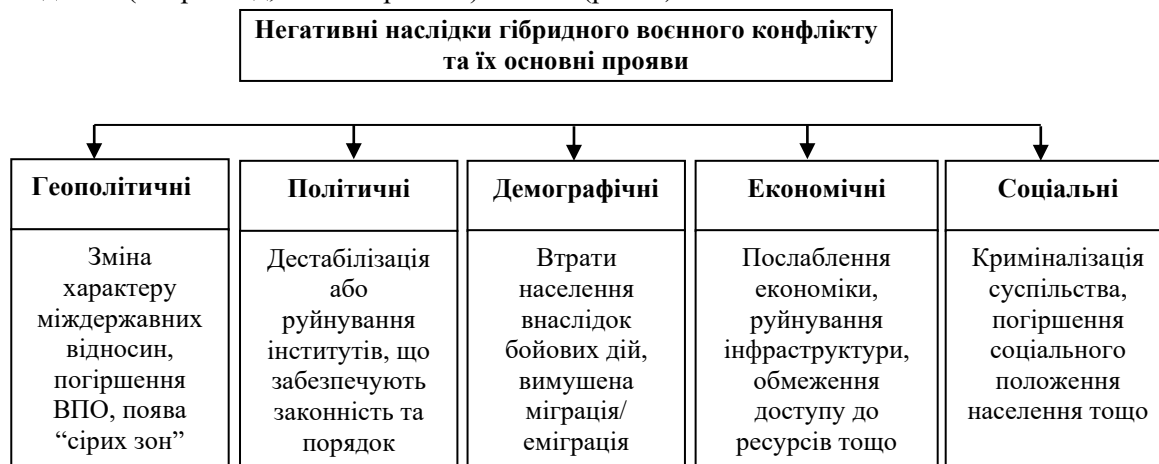 Негативні наслідки гібридного воєнного конфлікту
та їх основні прояви
Геополітичні
Зміна
характеру
міждержавних
відносин,
погіршення
ВПО, поява
“сірих зон”
Політичні
Дестабілізація
або
руйнування
інститутів, що
забезпечують
законність та
порядок
Демографічні
Втрати
населення
внаслідок
бойових дій,
вимушена
міграція/
еміграція
Економічні
Послаблення
економіки,
руйнування
інфраструктури,
обмеження
доступу до
ресурсів тощо
Соціальні
Криміналізація
суспільства,
погіршення
соціального
положення
населення тощо